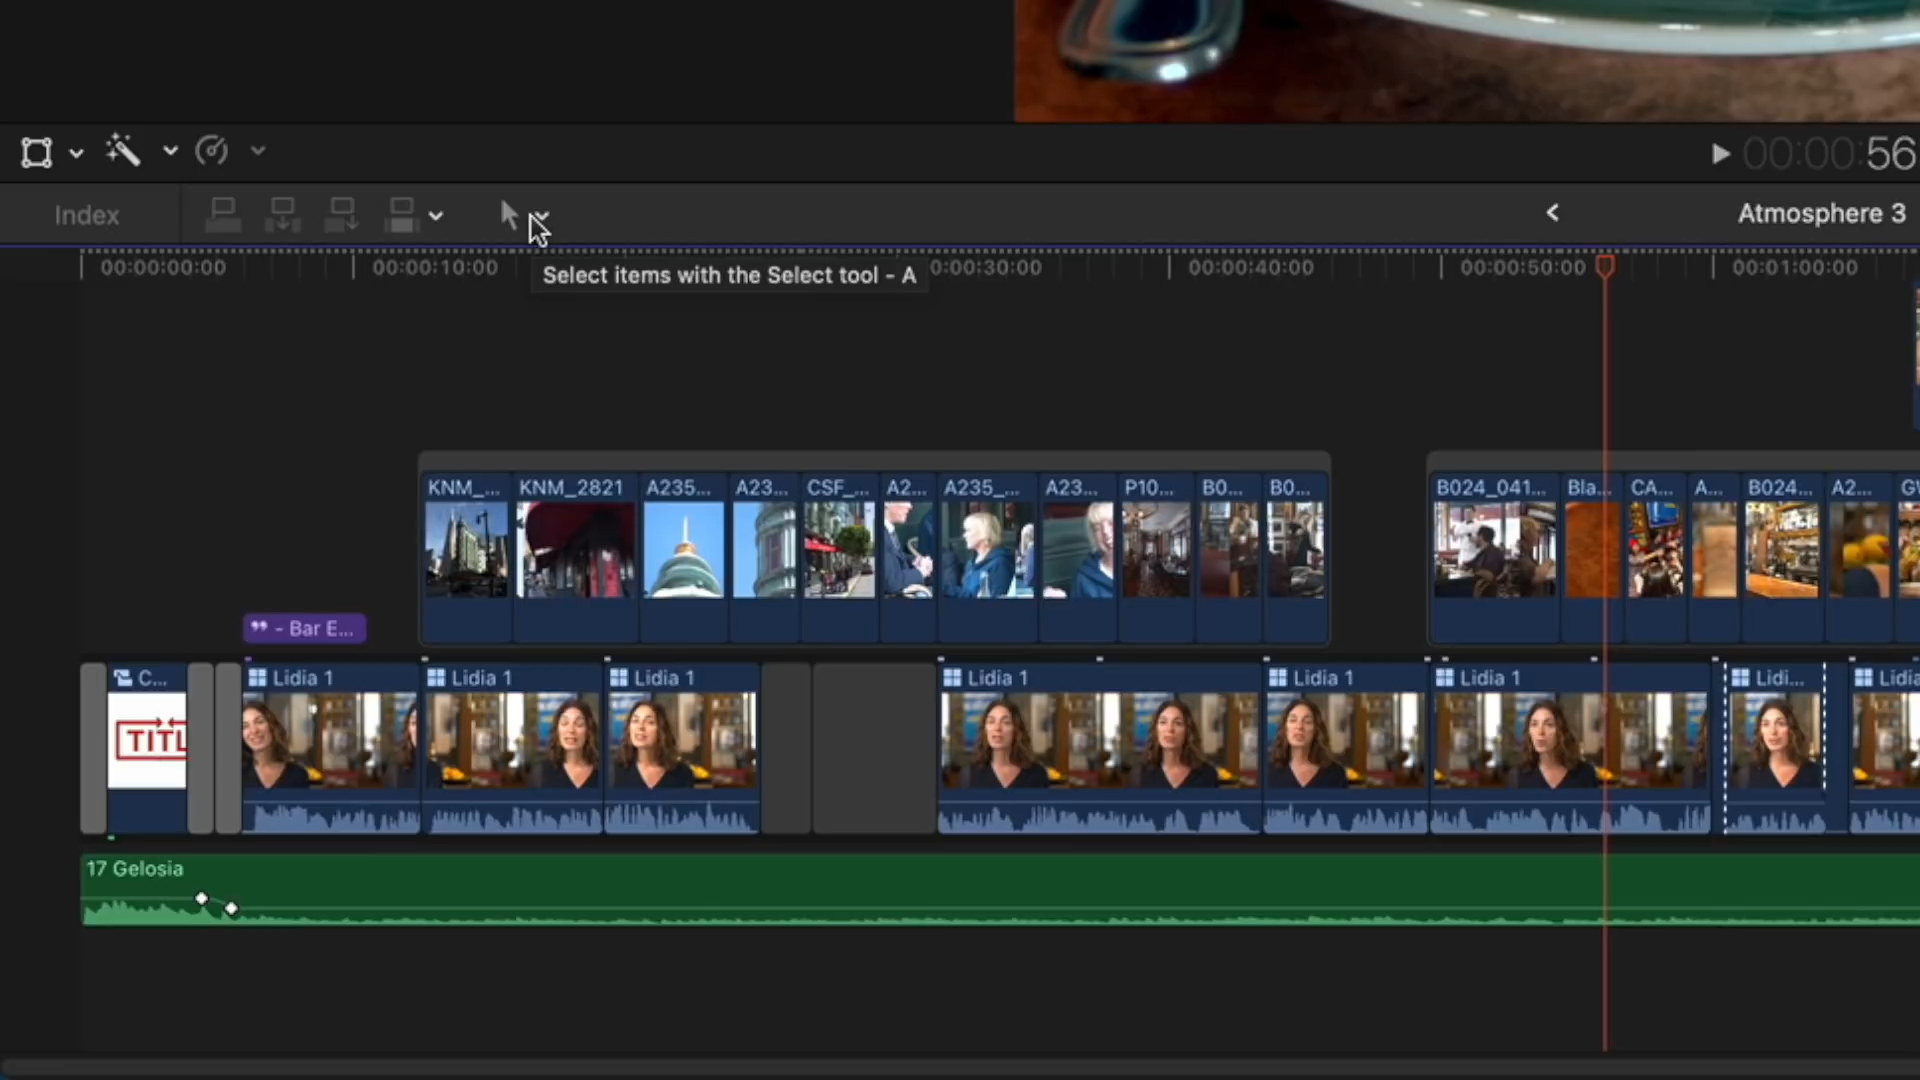 00:00:56
Index
Atmosphere 3
00:00:00:00 00:00:10:00 0:00:30:00 00:00:40:00 00:00:50:00 00:01:00:00
Select items with the Select tool - A
KNM_... KNM_2821 A235... A23... CSF_... A2... A235_... A23... P10... B0... B0... B024_041... Bla... CA... A... B024... A2...
" - Bar E...
C... Lidia 1 Lidia 1 Lidia 1 Lidia 1 Lidia 1 Lidia 1 Lidi... Lidia
TITL
17 Gelosia